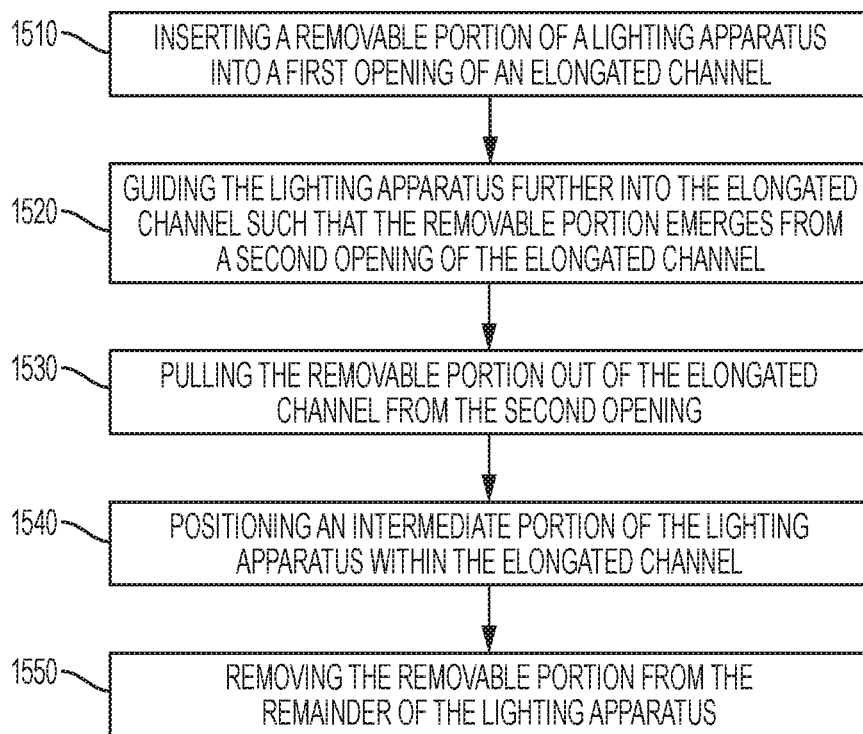 1510
INSERTING A REMOVABLE PORTION OF A LIGHTING APPARATUS
INTO A FIRST OPENING OF AN ELONGATED CHANNEL
1520
GUIDING THE LIGHTING APPARATUS FURTHER INTO THE ELONGATED
CHANNEL SUCH THAT THE REMOVABLE PORTION EMERGES FROM
A SECOND OPENING OF THE ELONGATED CHANNEL
1530
PULLING THE REMOVABLE PORTION OUT OF THE ELONGATED
CHANNEL FROM THE SECOND OPENING
1540
POSITIONING AN INTERMEDIATE PORTION OF THE LIGHTING
APPARATUS WITHIN THE ELONGATED CHANNEL
1550
REMOVING THE REMOVABLE PORTION FROM THE
REMAINDER OF THE LIGHTING APPARATUS